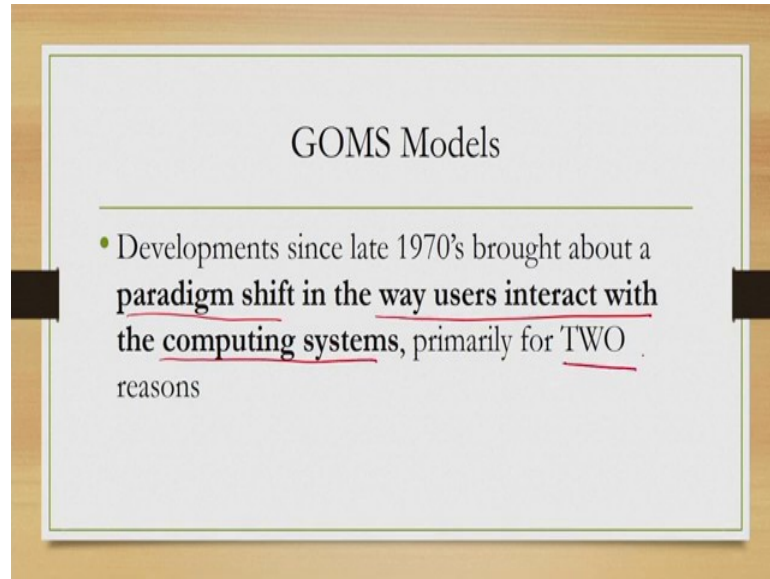 GOMS Models
• Developments since late 1970's brought about a
paradigm shift in the way users interact with
the computing systems, primarily for TWO
reasons